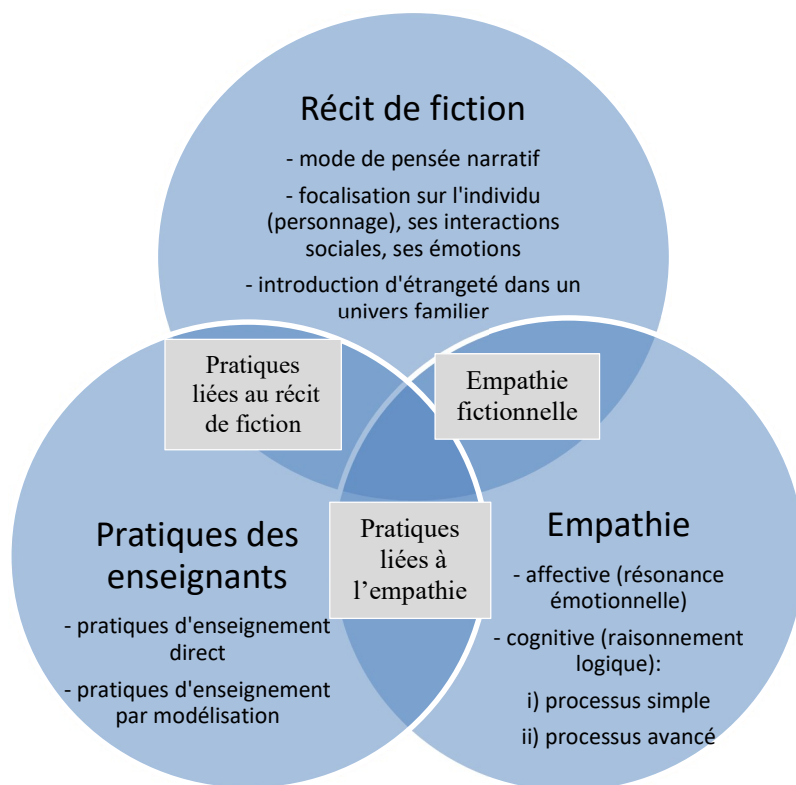 Récit de fiction
- mode de pensée narratif
- focalisation sur l'individu
(personnage), ses interactions
sociales, ses émotions
- introduction d'étrangeté dans un
univers familier
Pratiques
liées au récit
de fiction
Empathie
fictionnelle
Pratiques des
enseignants
- pratiques d'enseignement
direct
- pratiques d'enseignement
par modélisation
Pratiques
liées à
l’empathie
Empathie
- affective (résonance
émotionnelle)
- cognitive (raisonnement
logique):
i) processus simple
ii) processus avancé